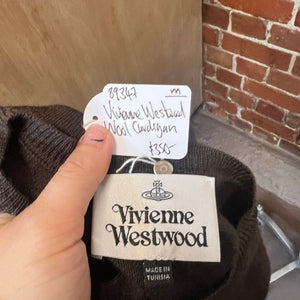 89347 m
Vivienne Westwood
Wool Cardigan
£350-
Vivienne
Westwood
MADE IN
TUNISIA